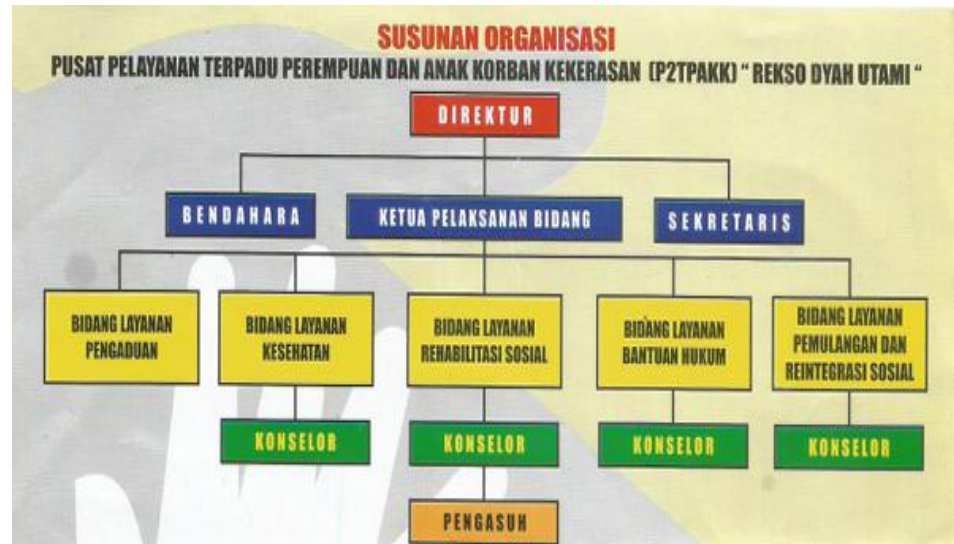 SUSUNAN ORGANISASI
PUSAT PELAYANAN TERPADU PEREMPUAN DAN ANAK KORBAN KEKERASAN (P2TPAKK) “ REKSO DYAH UTAMI “
DIREKTUR
BENDAHARA
KETUA PELAKSANAN BIDANG
SEKRETARIS
BIDANG LAYANAN
PENGADUAN
BIDANG LAYANAN
KESEHATAN
BIDANG LAYANAN
REHABILITASI SOSIAL
BIDANG LAYANAN
BANTUAN HUKUM
BIDANG LAYANAN
PEMULANGAN DAN
REINTEGRASI SOSIAL
KONSELOR
KONSELOR
KONSELOR
KONSELOR
PENGASUH